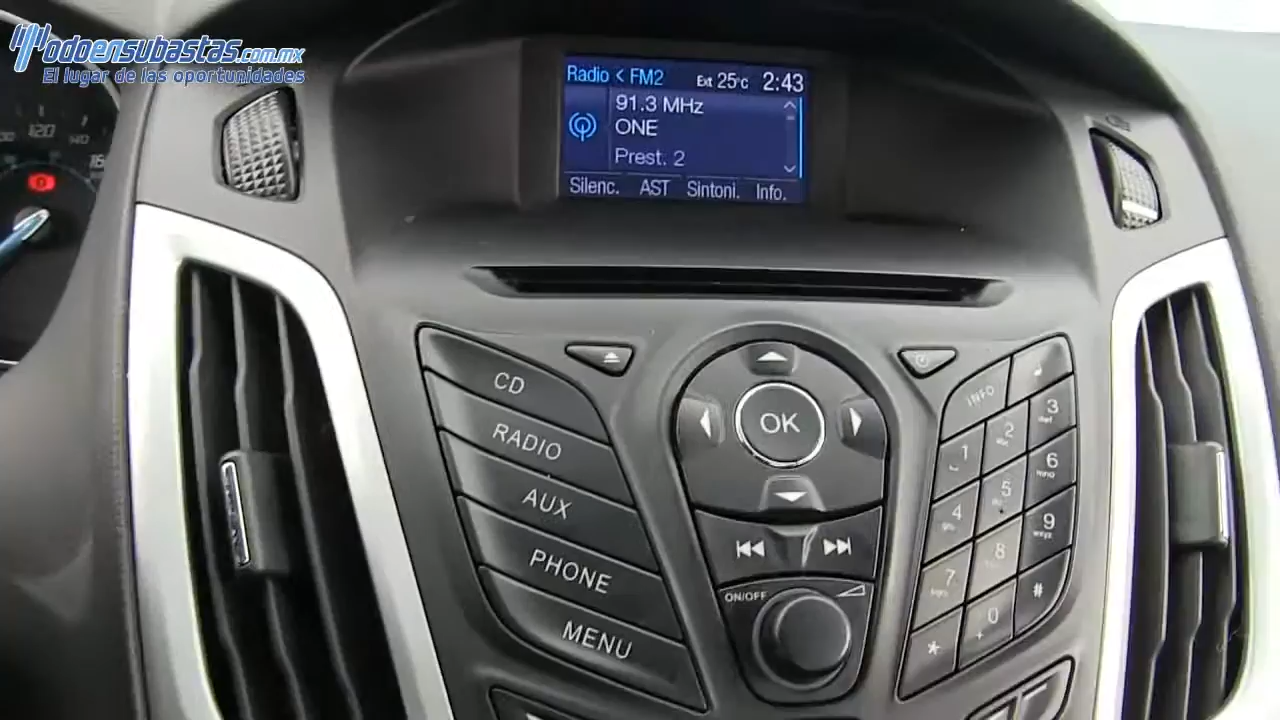 Todoensubastas.com.mx
El lugar de las oportunidades
Radio < FM2 Ext 25°C 2:43
91.3 MHz
ONE
Prest. 2
Silenc. AST Sintoni. Info.
120
140
CD
RADIO
AUX
PHONE
MENU
OK
ON/OFF
INFO
1 2 3
4 5 6
7 8 9
* 0 #
+